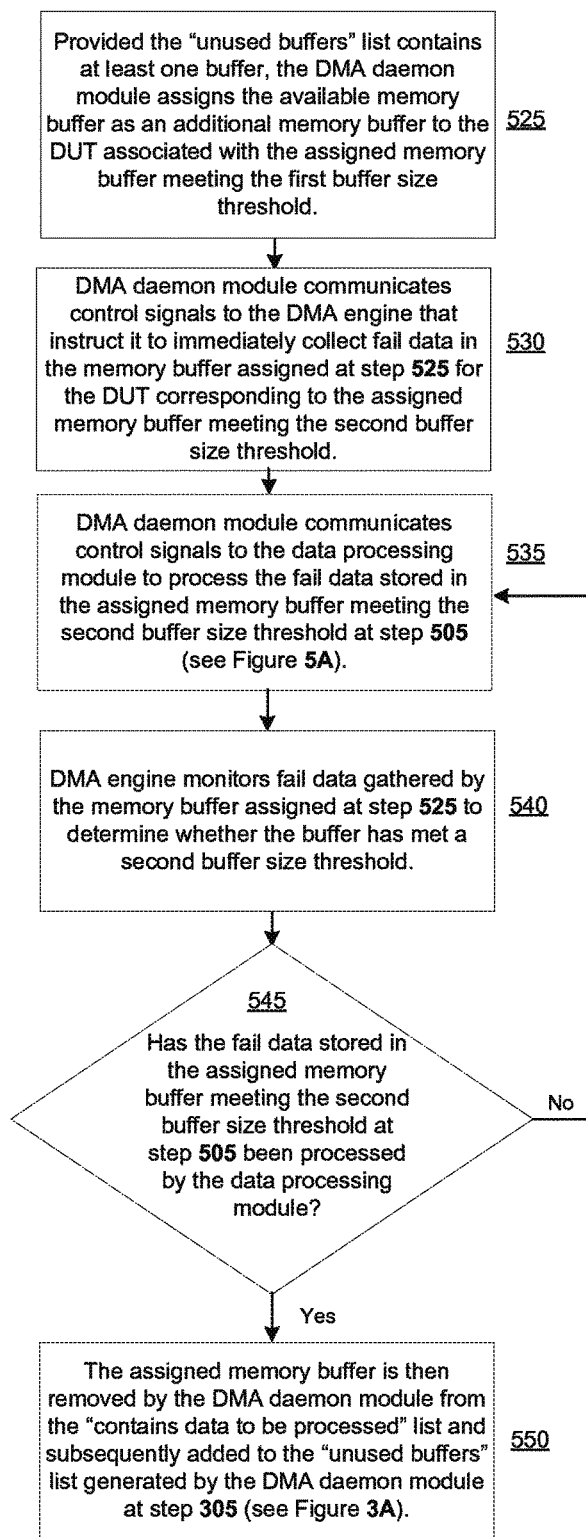 Provided the “unused buffers” list contains
at least one buffer, the DMA daemon
module assigns the available memory
buffer as an additional memory buffer to the
DUT associated with the assigned memory
buffer meeting the first buffer size
threshold.
525
DMA daemon module communicates
control signals to the DMA engine that
instruct it to immediately collect fail data in
the memory buffer assigned at step 525 for
the DUT corresponding to the assigned
memory buffer meeting the second buffer
size threshold.
530
DMA daemon module communicates
control signals to the data processing
module to process the fail data stored in
the assigned memory buffer meeting the
second buffer size threshold at step 505
(see Figure 5A).
535
DMA engine monitors fail data gathered by
the memory buffer assigned at step 525 to
determine whether the buffer has met a
second buffer size threshold.
540
545
Has the fail data stored in
the assigned memory
buffer meeting the second
buffer size threshold at
step 505 been processed
by the data processing
module?
No
Yes
The assigned memory buffer is then
removed by the DMA daemon module from
the “contains data to be processed” list and
subsequently added to the “unused buffers”
list generated by the DMA daemon module
at step 305 (see Figure 3A).
550